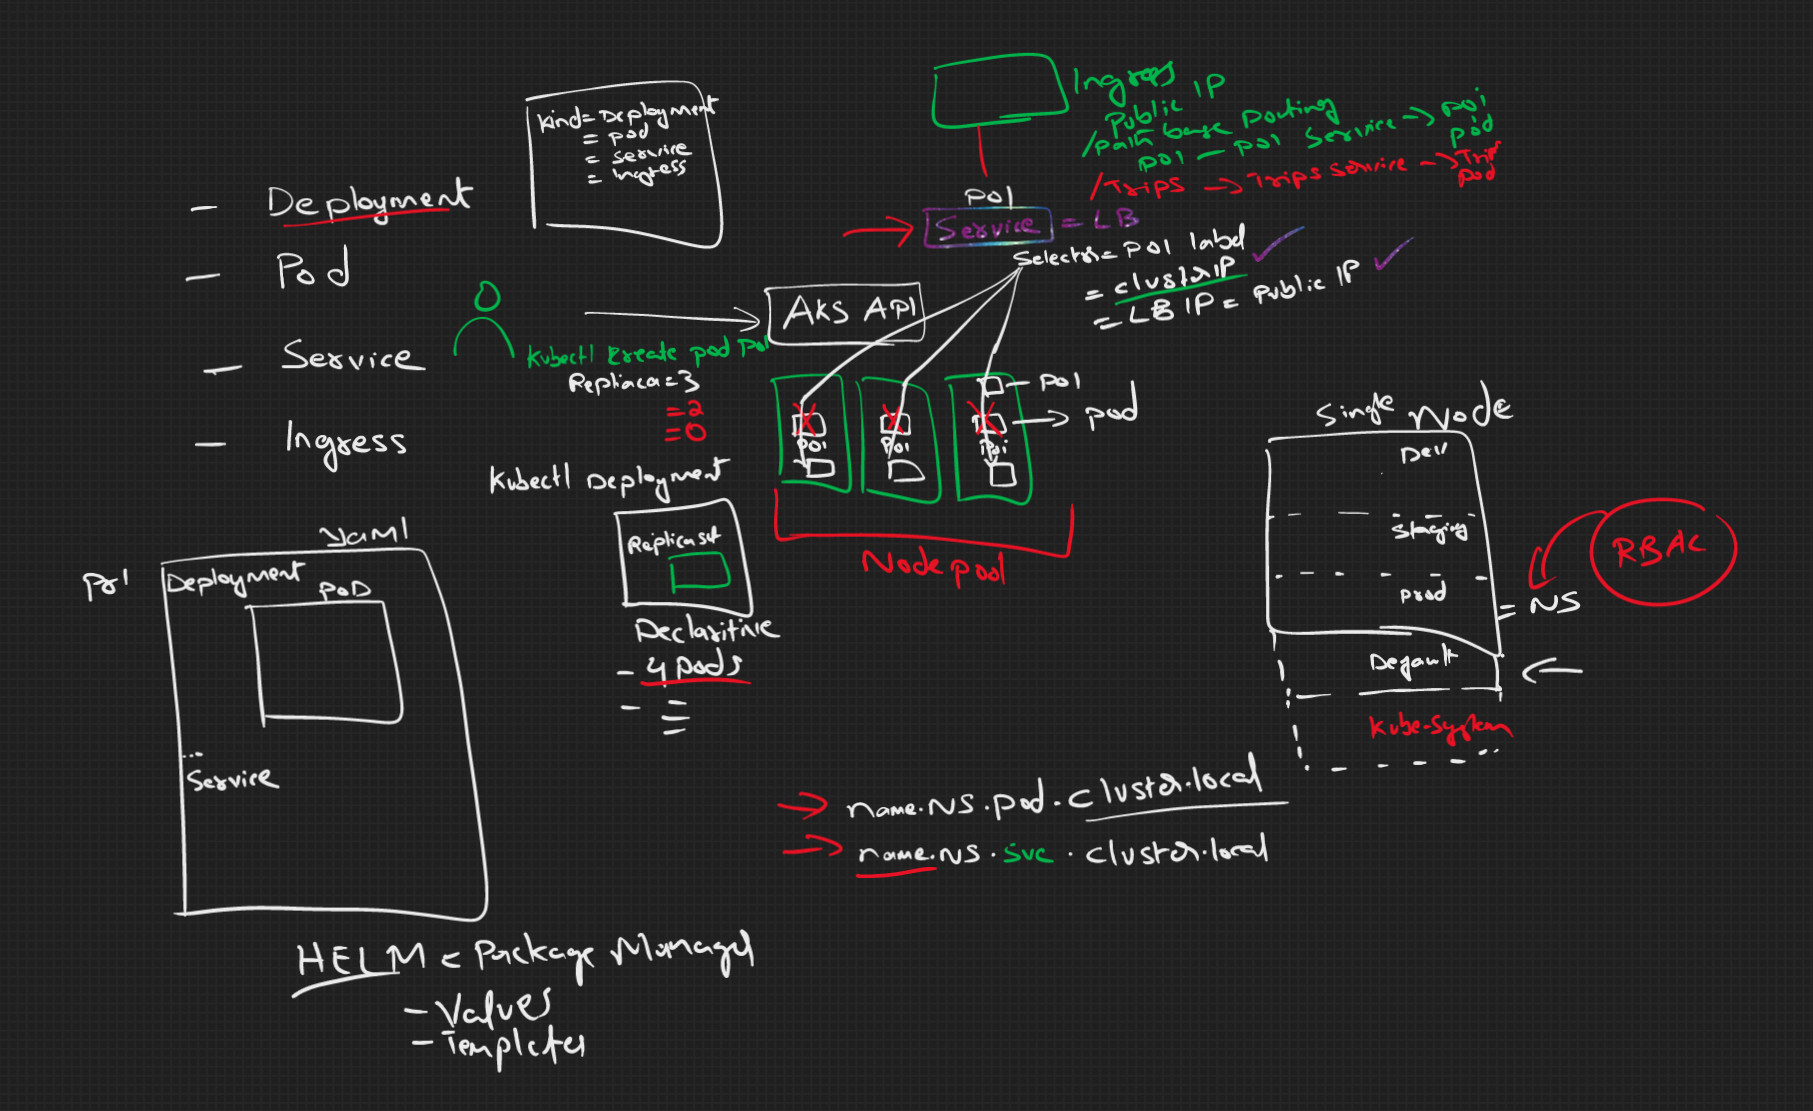 Kind= Deployment
= pod
= service
= Ingress
- Deployment
- Pod
- Service
- Ingress
Ingress
Public IP
/path base routing
poi - poi service -> poi pod
/Trips -> Trips service -> Trip pod
poi
Service = LB
Selector= poi label
= clusterIP
= LB IP = Public IP
AKS API
Kubectl create pod poi
Repliaca=3
=2
=0
poi
pod
poi
poi
poi
Node pool
Kubectl Deployment
Replicaset
Declaritive
- 4 pods
-
Single Node
Dev
Staging
prod
= NS
RBAC
Default
Kube-System
Yaml
poi
Deployment
POD
Service
name.NS.pod.cluster.local
name.NS.svc.cluster.local
HELM = Package Manager
- Values
- Templates